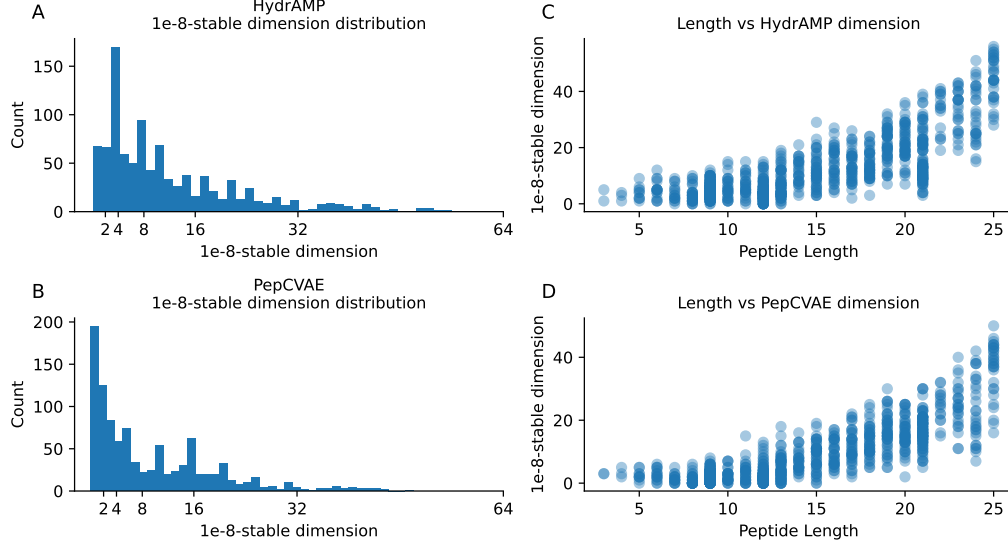 A
HydrAMP
1e-8-stable dimension distribution
Count
150
100
50
0
2 4 8 16 32 64
1e-8-stable dimension
C
Length vs HydrAMP dimension
1e-8-stable dimension
40
20
0
5 10 15 20 25
Peptide Length
B
PepCVAE
1e-8-stable dimension distribution
Count
200
150
100
50
0
2 4 8 16 32 64
1e-8-stable dimension
D
Length vs PepCVAE dimension
1e-8-stable dimension
40
20
0
5 10 15 20 25
Peptide Length